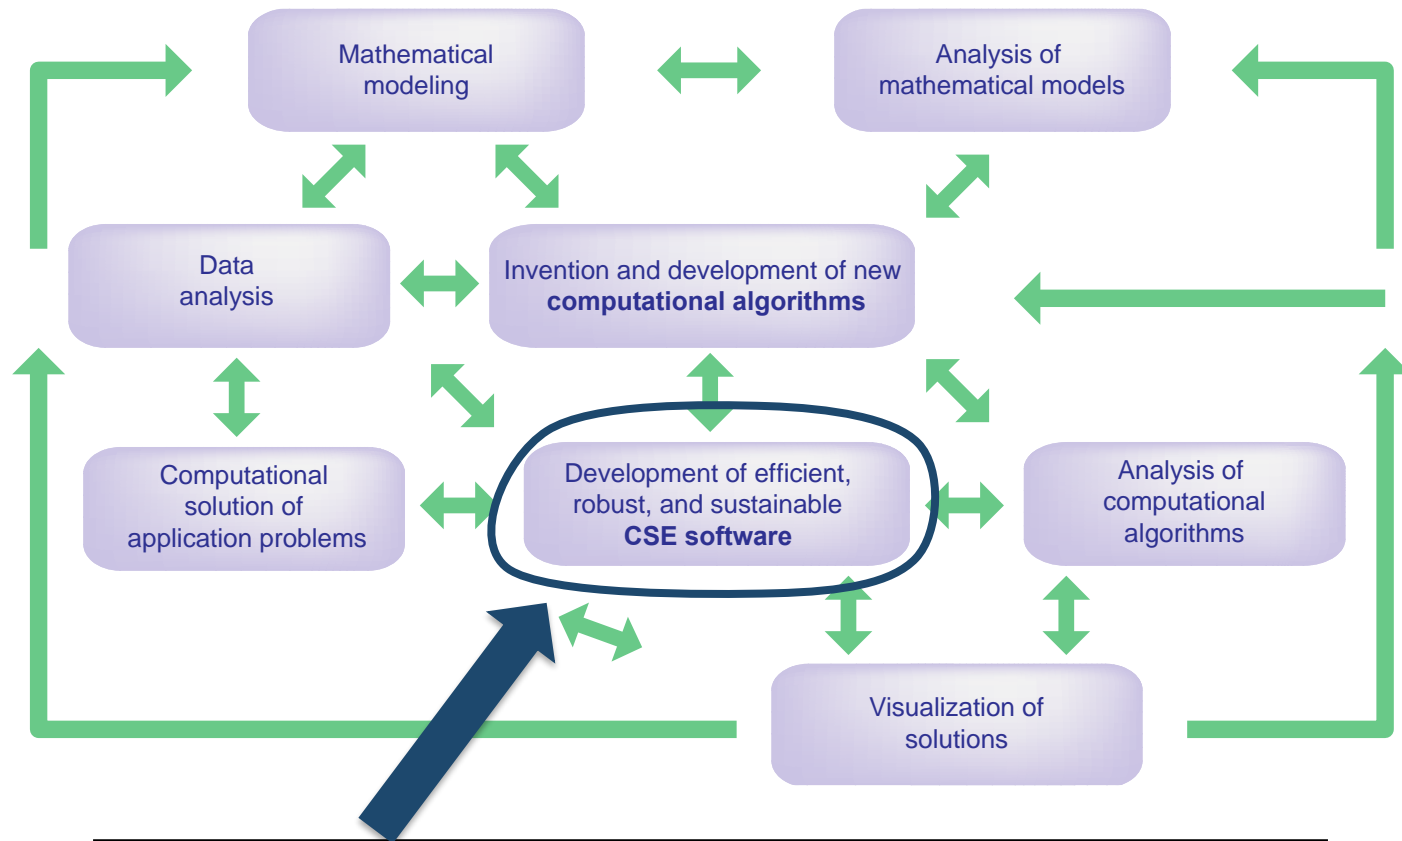 Mathematical
modeling
Analysis of
mathematical models
Data
analysis
Invention and development of new
computational algorithms
Computational
solution of
application problems
Development of efficient,
robust, and sustainable
CSE software
Analysis of
computational
algorithms
Visualization of
solutions